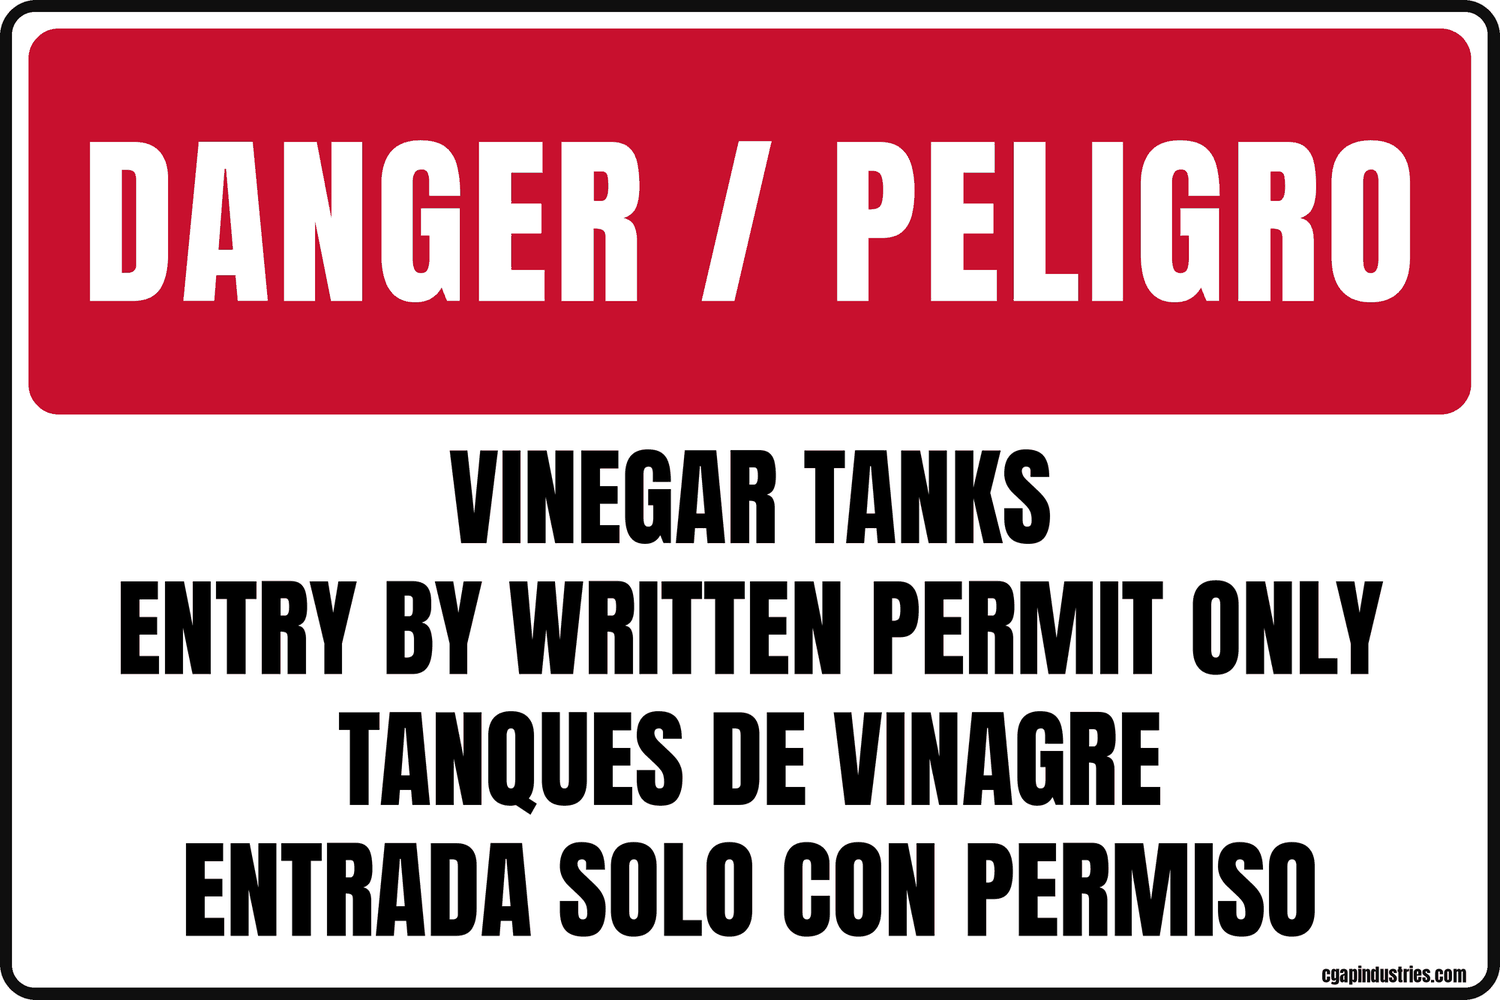 DANGER / PELIGRO
VINEGAR TANKS
ENTRY BY WRITTEN PERMIT ONLY
TANQUES DE VINAGRE
ENTRADA SOLO CON PERMISO
cgapindustries.com